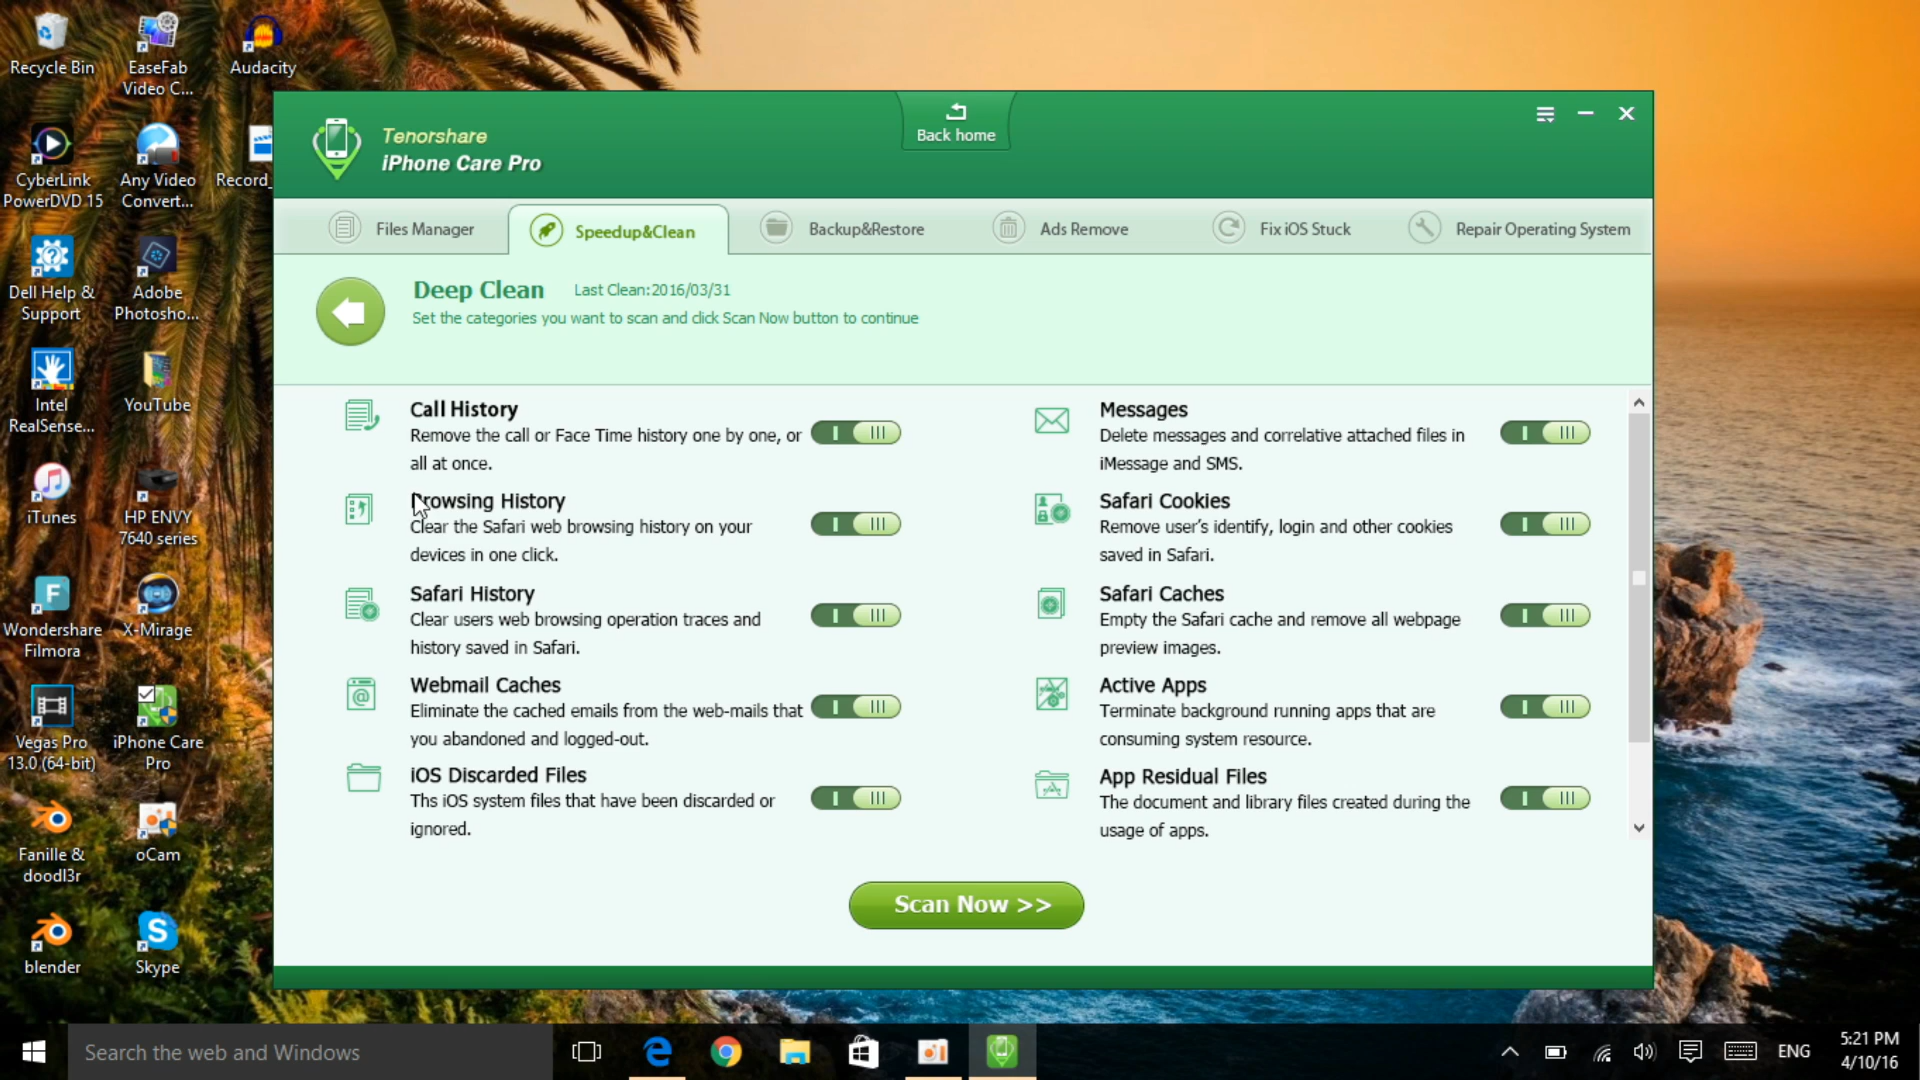 Recycle Bin
EaseFab
Video C...
Audacity
CyberLink
PowerDVD 15
Any Video
Convert...
Record_
Dell Help &
Support
Adobe
Photosho...
Intel
RealSense...
YouTube
iTunes
HP ENVY
7640 series
Wondershare
Filmora
X-Mirage
Vegas Pro
13.0 (64-bit)
iPhone Care
Pro
Fanille &
doodl3r
oCam
blender
Skype
Tenorshare
iPhone Care Pro
Back home
Files Manager
Speedup&Clean
Backup&Restore
Ads Remove
Fix iOS Stuck
Repair Operating System
Deep Clean
Last Clean:2016/03/31
Set the categories you want to scan and click Scan Now button to continue
Call History
Remove the call or Face Time history one by one, or
all at once.
Messages
Delete messages and correlative attached files in
iMessage and SMS.
Browsing History
Clear the Safari web browsing history on your
devices in one click.
Safari Cookies
Remove user's identify, login and other cookies
saved in Safari.
Safari History
Clear users web browsing operation traces and
history saved in Safari.
Safari Caches
Empty the Safari cache and remove all webpage
preview images.
Webmail Caches
Eliminate the cached emails from the web-mails that
you abandoned and logged-out.
Active Apps
Terminate background running apps that are
consuming system resource.
iOS Discarded Files
Ths iOS system files that have been discarded or
ignored.
App Residual Files
The document and library files created during the
usage of apps.
Scan Now >>
Search the web and Windows
ENG
5:21 PM
4/10/16